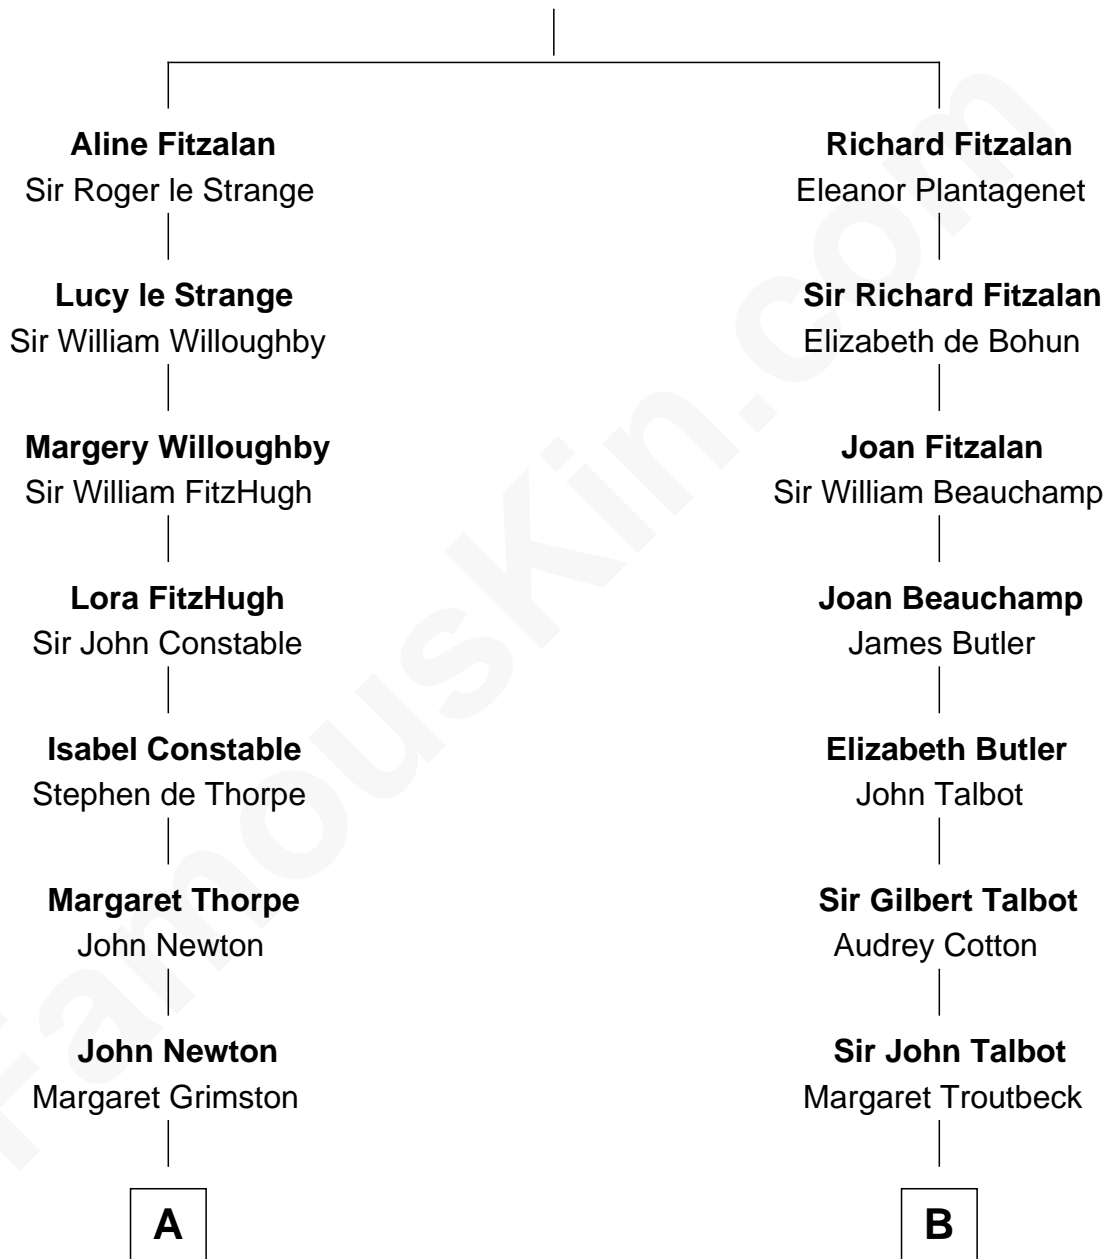 Aline Fitzalan
Sir Roger le Strange
Lucy le Strange
Sir William Willoughby
Margery Willoughby
Sir William FitzHugh
Lora FitzHugh
Sir John Constable
Isabel Constable
Stephen de Thorpe
Margaret Thorpe
John Newton
John Newton
Margaret Grimston
A
Richard Fitzalan
Eleanor Plantagenet
Sir Richard Fitzalan
Elizabeth de Bohun
Joan Fitzalan
Sir William Beauchamp
Joan Beauchamp
James Butler
Elizabeth Butler
John Talbot
Sir Gilbert Talbot
Audrey Cotton
Sir John Talbot
Margaret Troutbeck
B
FamousKin.com